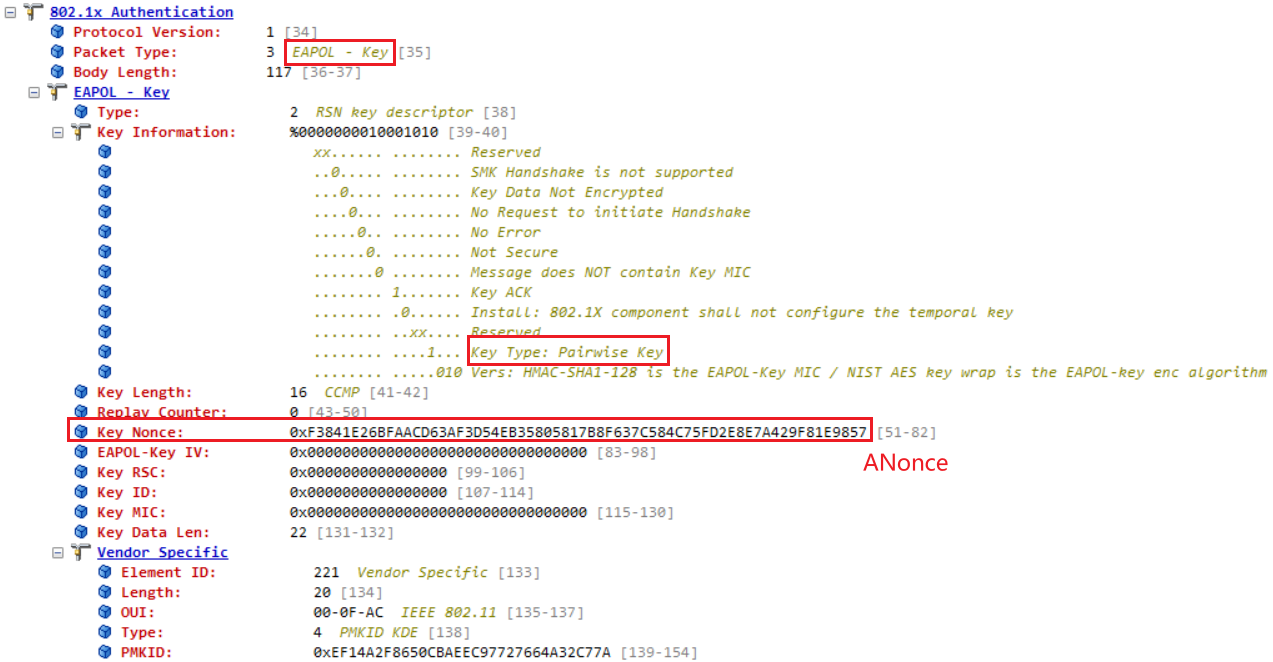 802.1x Authentication
Protocol Version: 1 [34]
Packet Type: 3 EAPOL - Key [35]
Body Length: 117 [36-37]
EAPOL - Key
Type: 2 RSN key descriptor [38]
Key Information: %0000000010001010 [39-40]
xx...... ........ Reserved
..0..... ........ SMK Handshake is not supported
...0.... ........ Key Data Not Encrypted
....0... ........ No Request to initiate Handshake
.....0.. ........ No Error
......0. ........ Not Secure
.......0 ........ Message does NOT contain Key MIC
........ 1....... Key ACK
........ .0...... Install: 802.1X component shall not configure the temporal key
........ ..xx.... Reserved
........ ....1... Key Type: Pairwise Key
........ .....010 Vers: HMAC-SHA1-128 is the EAPOL-Key MIC / NIST AES key wrap is the EAPOL-key enc algorithm
Key Length: 16 CCMP [41-42]
Replay Counter: 0 [43-50]
Key Nonce: 0xF3841E26BFAACD63AF3D54EB35805817B8F637C584C75FD2E8E7A429F81E9857 [51-82]
ANonce
EAPOL-Key IV: 0x00000000000000000000000000000000 [83-98]
Key RSC: 0x0000000000000000 [99-106]
Key ID: 0x0000000000000000 [107-114]
Key MIC: 0x00000000000000000000000000000000 [115-130]
Key Data Len: 22 [131-132]
Vendor Specific
Element ID: 221 Vendor Specific [133]
Length: 20 [134]
OUI: 00-0F-AC IEEE 802.11 [135-137]
Type: 4 PMKID KDE [138]
PMKID: 0xEF14A2F8650CBAEEC97727664A32C77A [139-154]